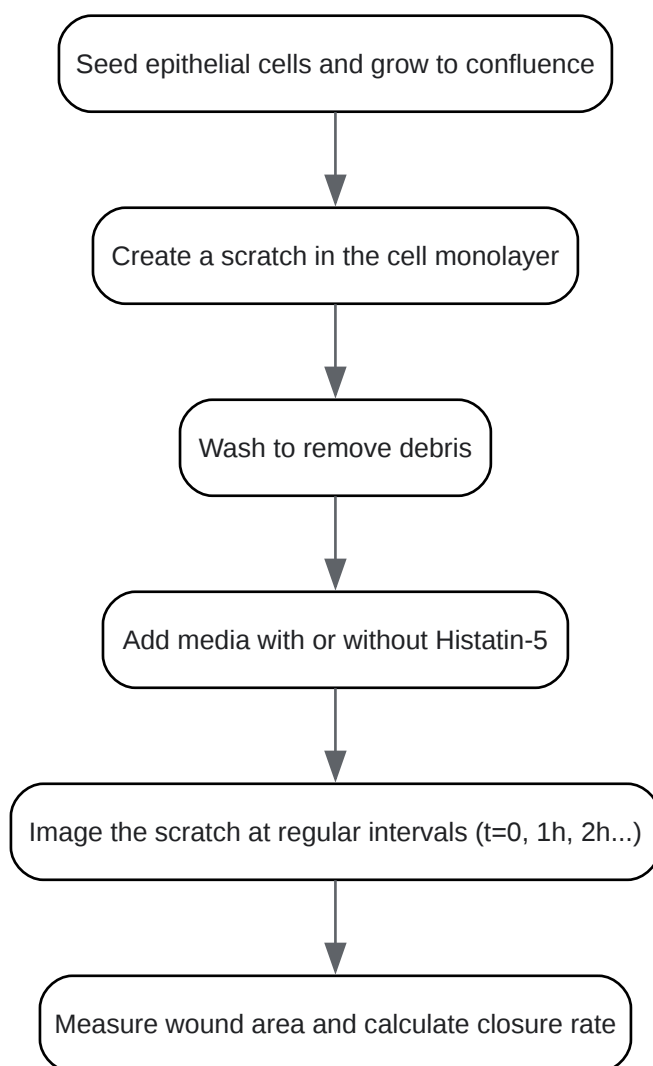 Seed epithelial cells and grow to confluence
Create a scratch in the cell monolayer
Wash to remove debris
Add media with or without Histatin-5
Image the scratch at regular intervals (t=0, 1h, 2h...)
Measure wound area and calculate closure rate